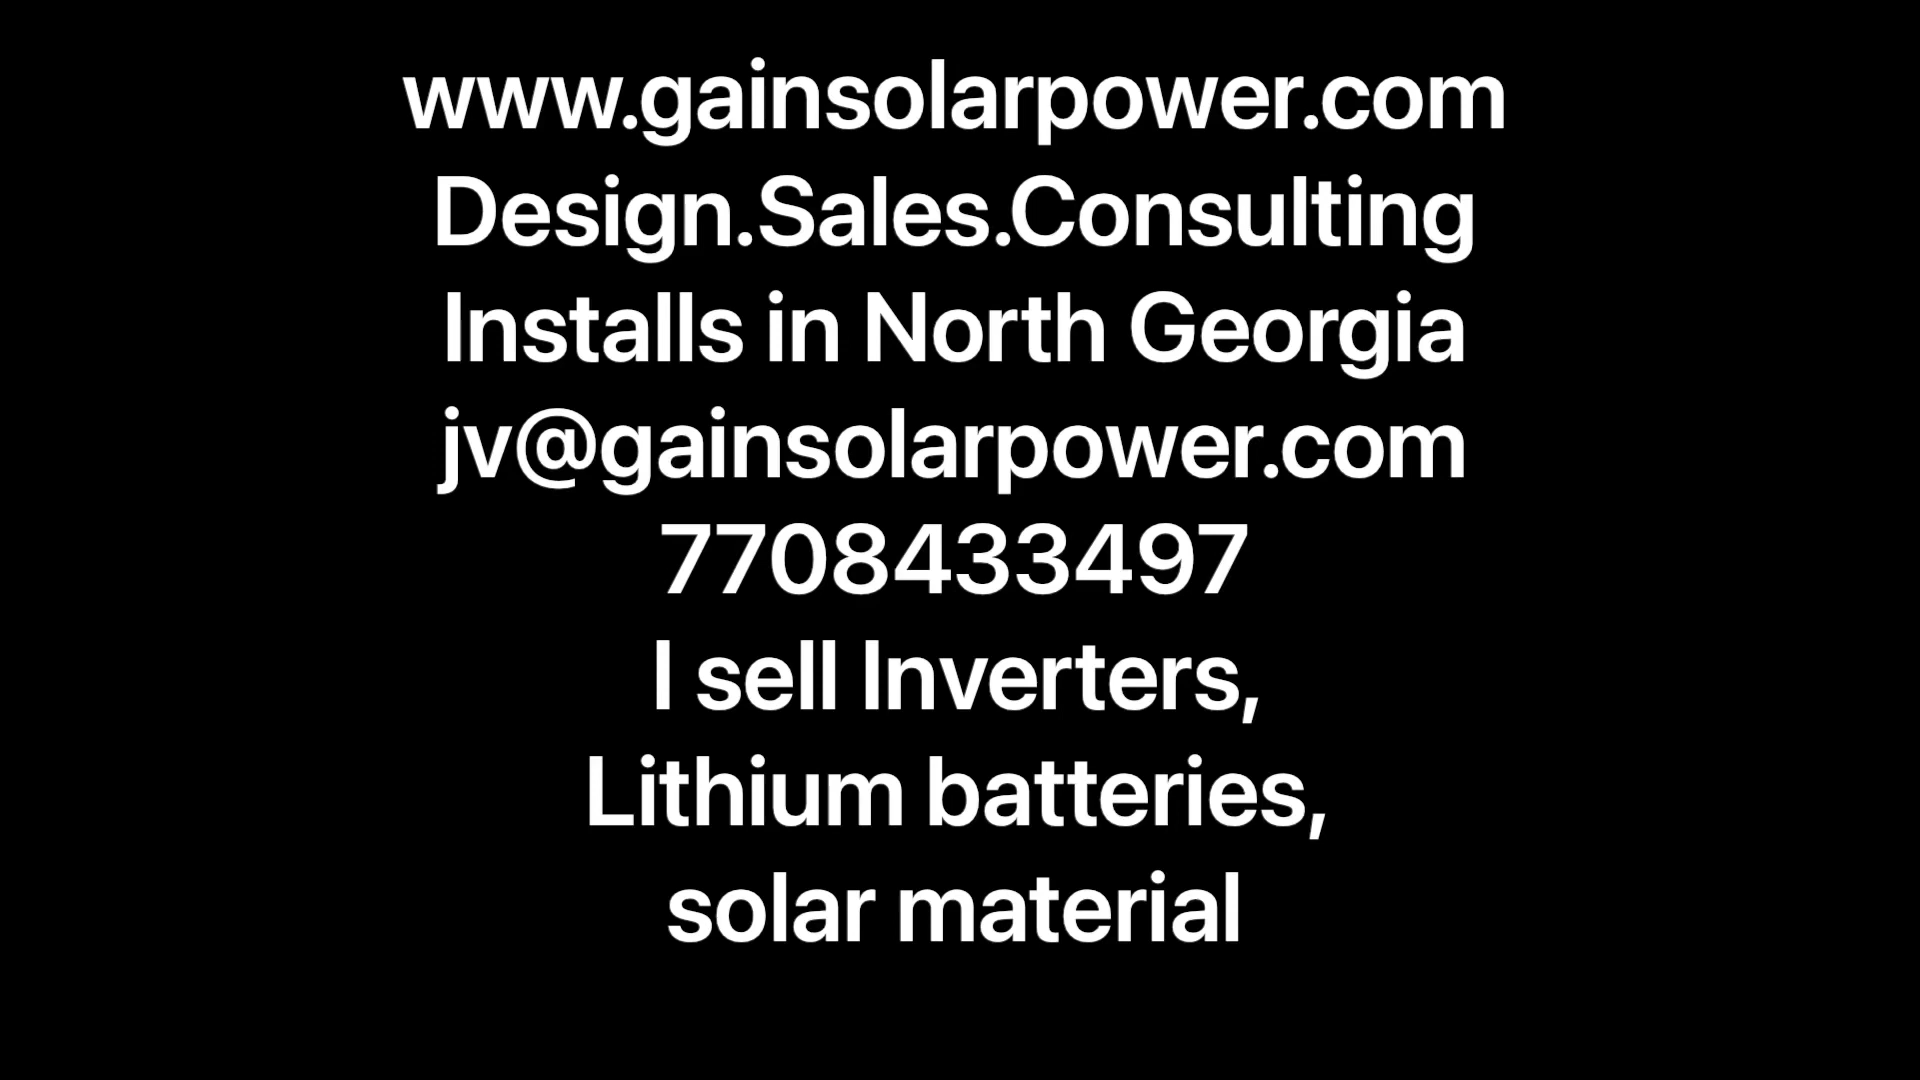 www.gainsolarpower.com
Design.Sales.Consulting
Installs in North Georgia
jv@gainsolarpower.com
7708433497
I sell Inverters,
Lithium batteries,
solar material